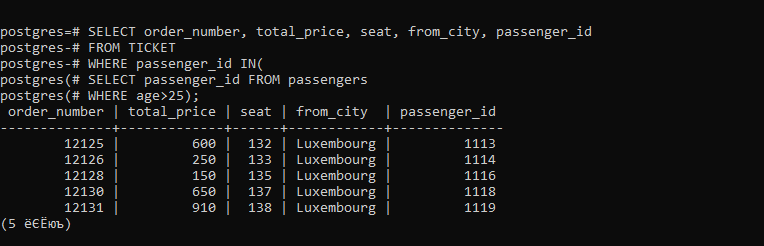 postgres=# SELECT order_number, total_price, seat, from_city, passenger_id
postgres-# FROM TICKET
postgres-# WHERE passenger_id IN(
postgres(# SELECT passenger_id FROM passengers
postgres(# WHERE age>25);
 order_number | total_price | seat | from_city  | passenger_id
--------------+-------------+------+------------+--------------
        12125 |         600 |  132 | Luxembourg |         1113
        12126 |         250 |  133 | Luxembourg |         1114
        12128 |         150 |  135 | Luxembourg |         1116
        12130 |         650 |  137 | Luxembourg |         1118
        12131 |         910 |  138 | Luxembourg |         1119
(5 ёЄЁюъ)